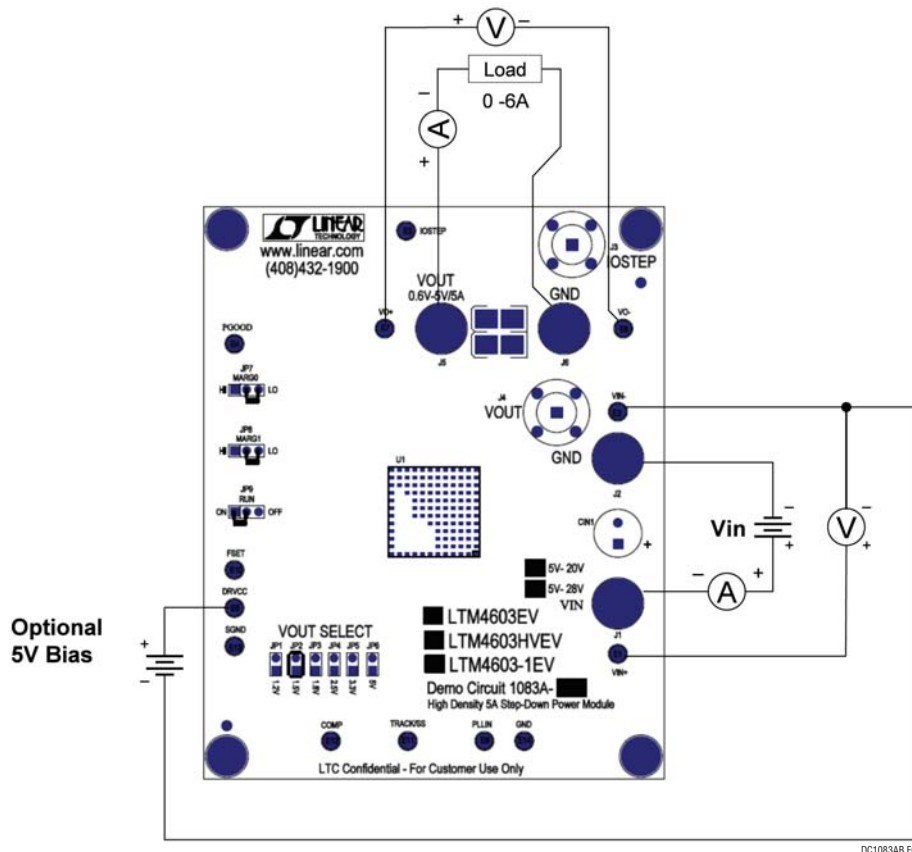 + V −
Load
0 -6A
−
A
+
LINEAR
TECHNOLOGY
www.linear.com
(408)432-1900
IOSTEP
J3
IOSTEP
VOUT
0.6V-5V/5A
GND
VO+
VO-
J5
J6
PGOOD
JP7
MARG0
HI LO
J4
VOUT
GND
VIN-
JP8
MARG1
HI LO
U1
J2
JP9
RUN
ON OFF
CIN1
+
Vin
−
+
V
−
+
− A +
FSET
5V- 20V
5V- 28V
DRVCC
VIN
J1
SGND
VIN+
Optional
5V Bias
+
−
VOUT SELECT
JP1 JP2 JP3 JP4 JP5 JP6
1.2V 1.5V 1.8V 2.5V 3.3V 5V
LTM4603EV
LTM4603HVEV
LTM4603-1EV
Demo Circuit 1083A-
High Density 5A Step-Down Power Module
COMP TRACK/SS PLLIN GND
LTC Confidential - For Customer Use Only